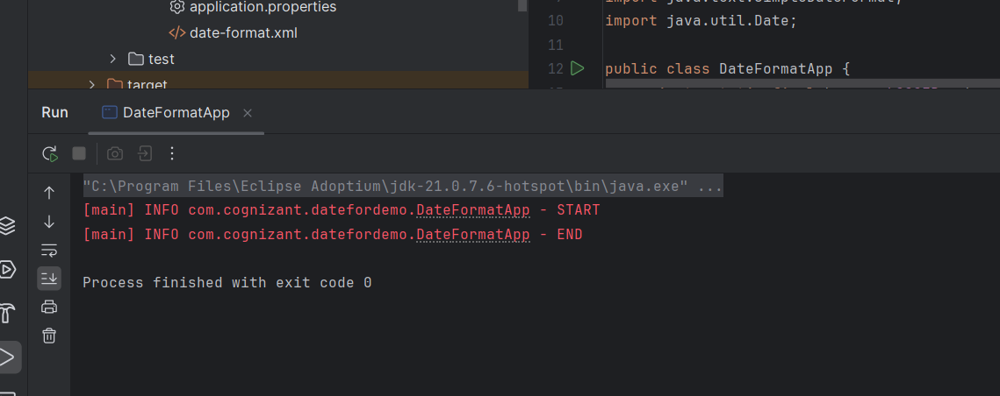 application.properties
</> date-format.xml
test
target
10 import java.util.Date;
11
12 public class DateFormatApp {
Run DateFormatApp
"C:\Program Files\Eclipse Adoptium\jdk-21.0.7.6-hotspot\bin\java.exe" ...
[main] INFO com.cognizant.datefordemo.DateFormatApp - START
[main] INFO com.cognizant.datefordemo.DateFormatApp - END
Process finished with exit code 0